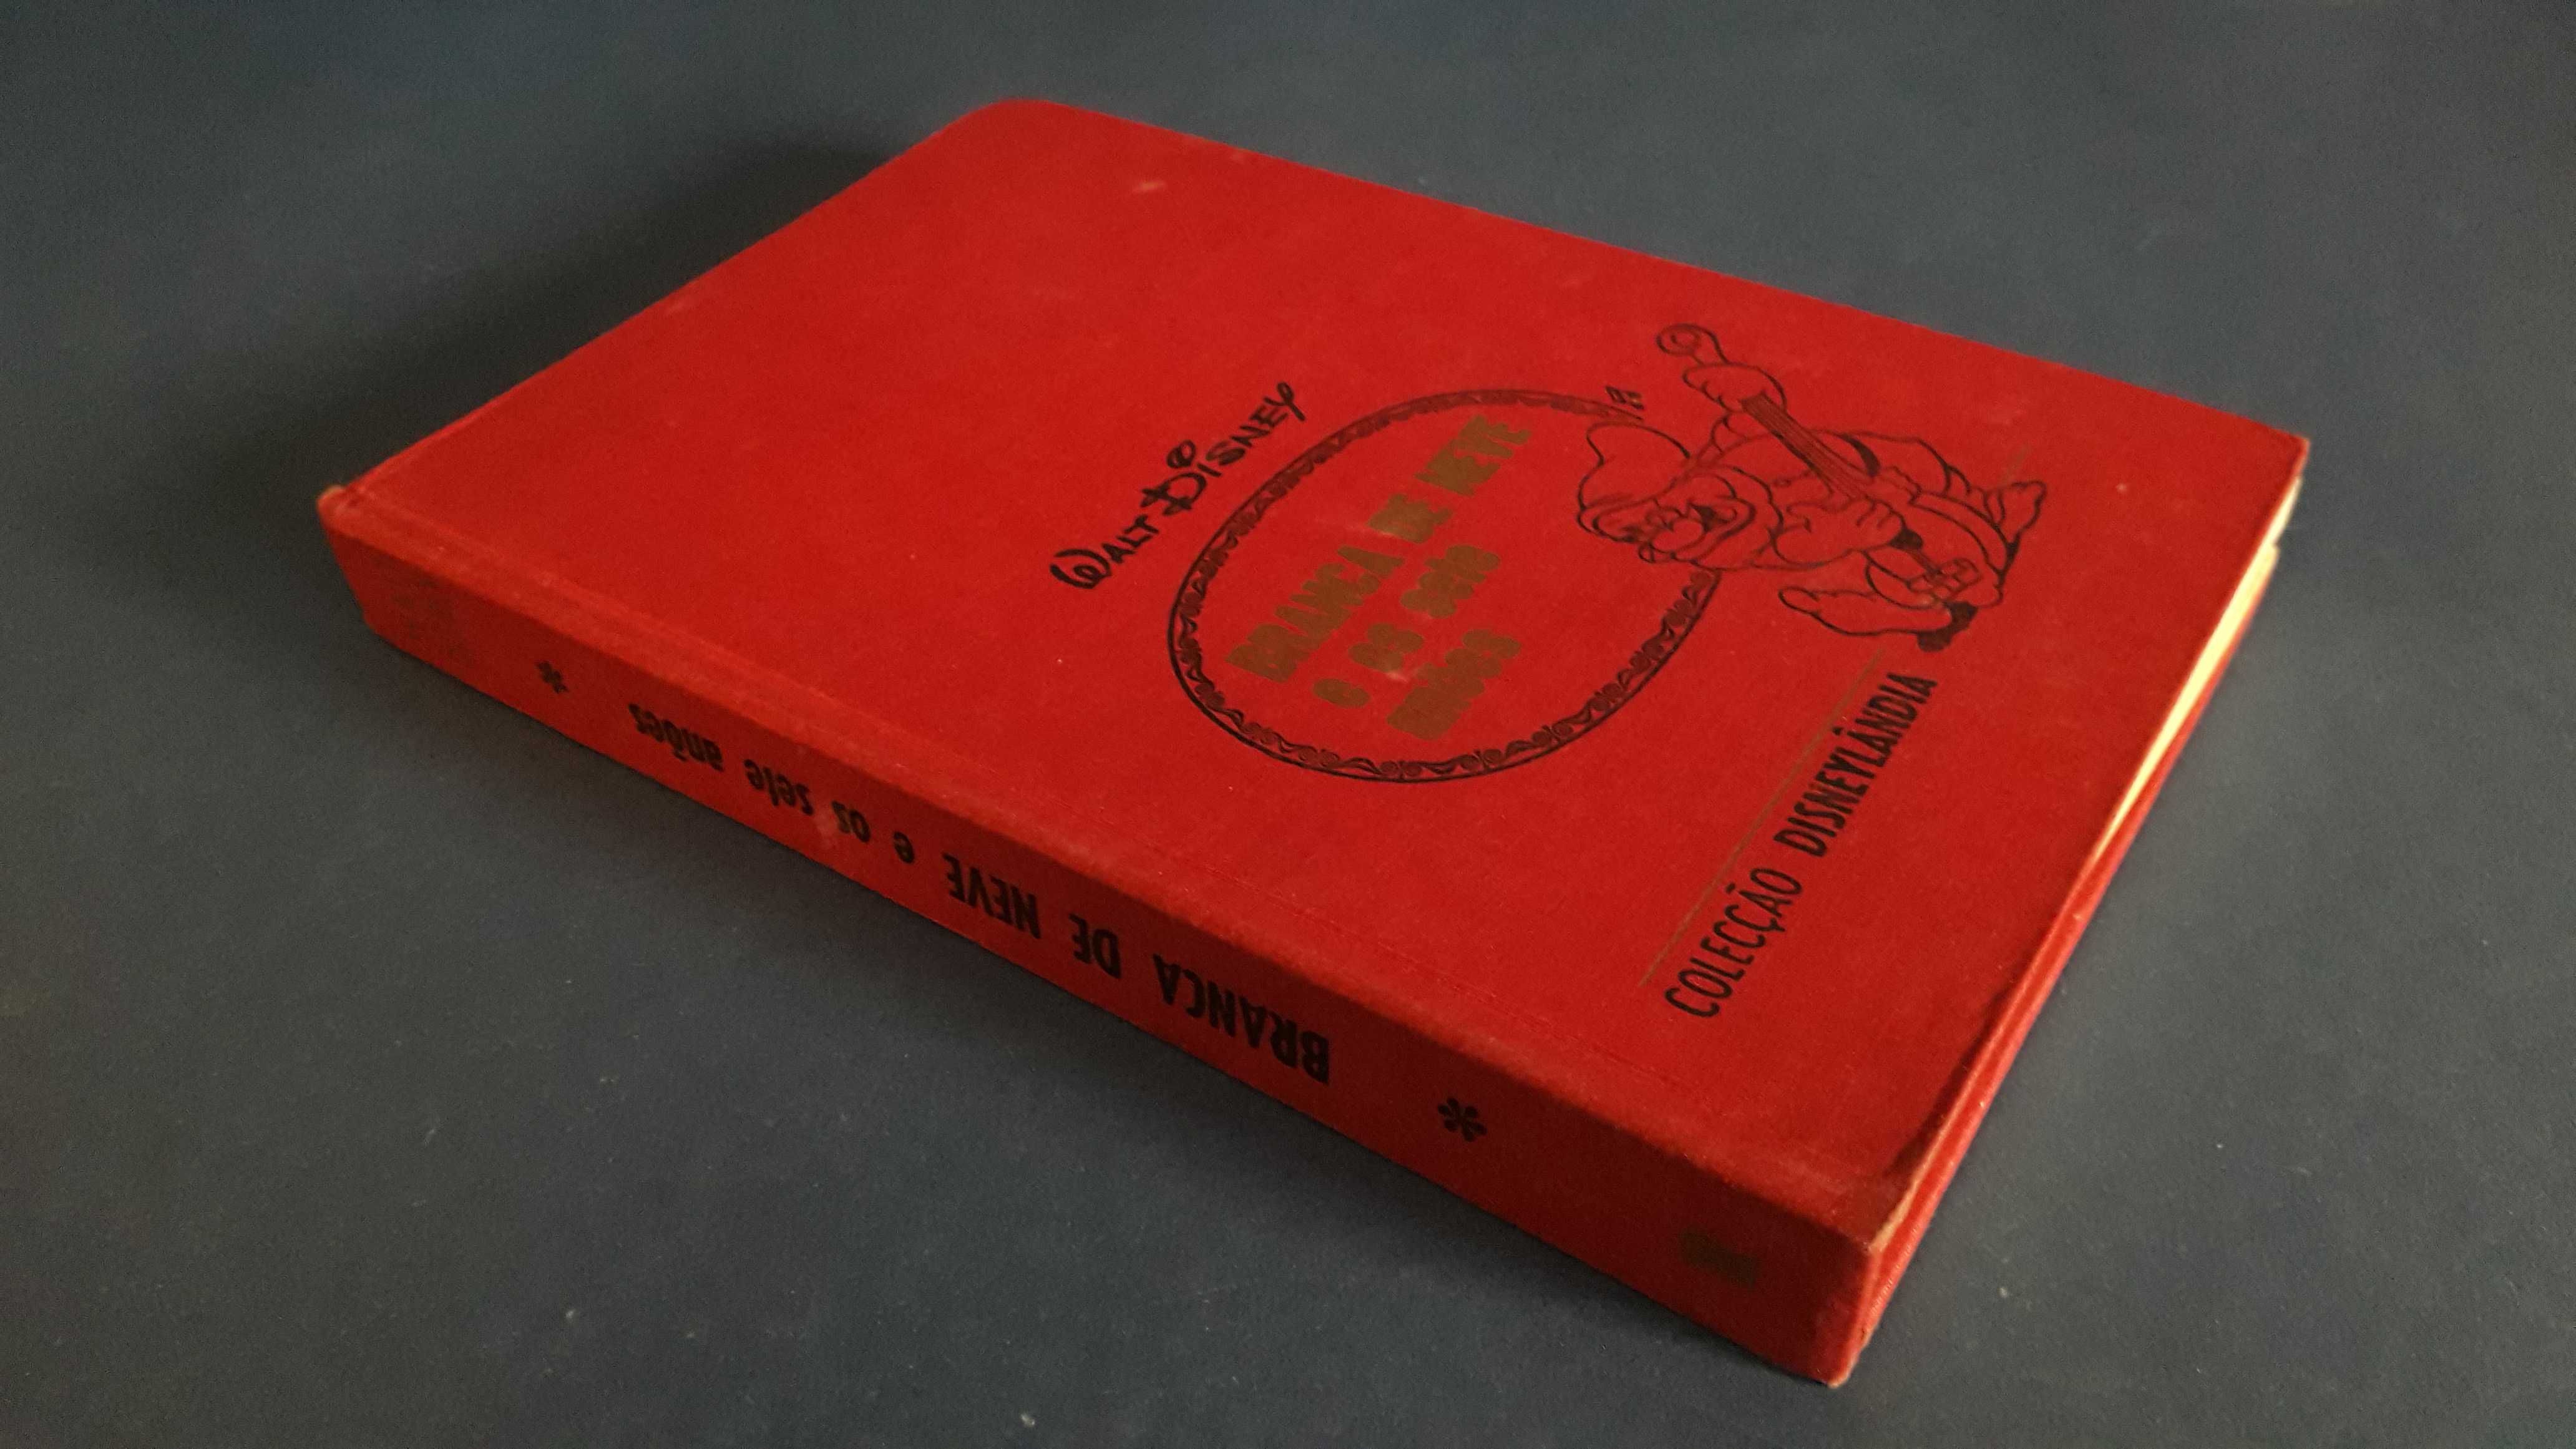 WALT DISNEY
BRANCA DE NEVE
e os sete
anões
COLECÇÃO DISNEYLÂNDIA
* BRANCA DE NEVE e os sete anões *